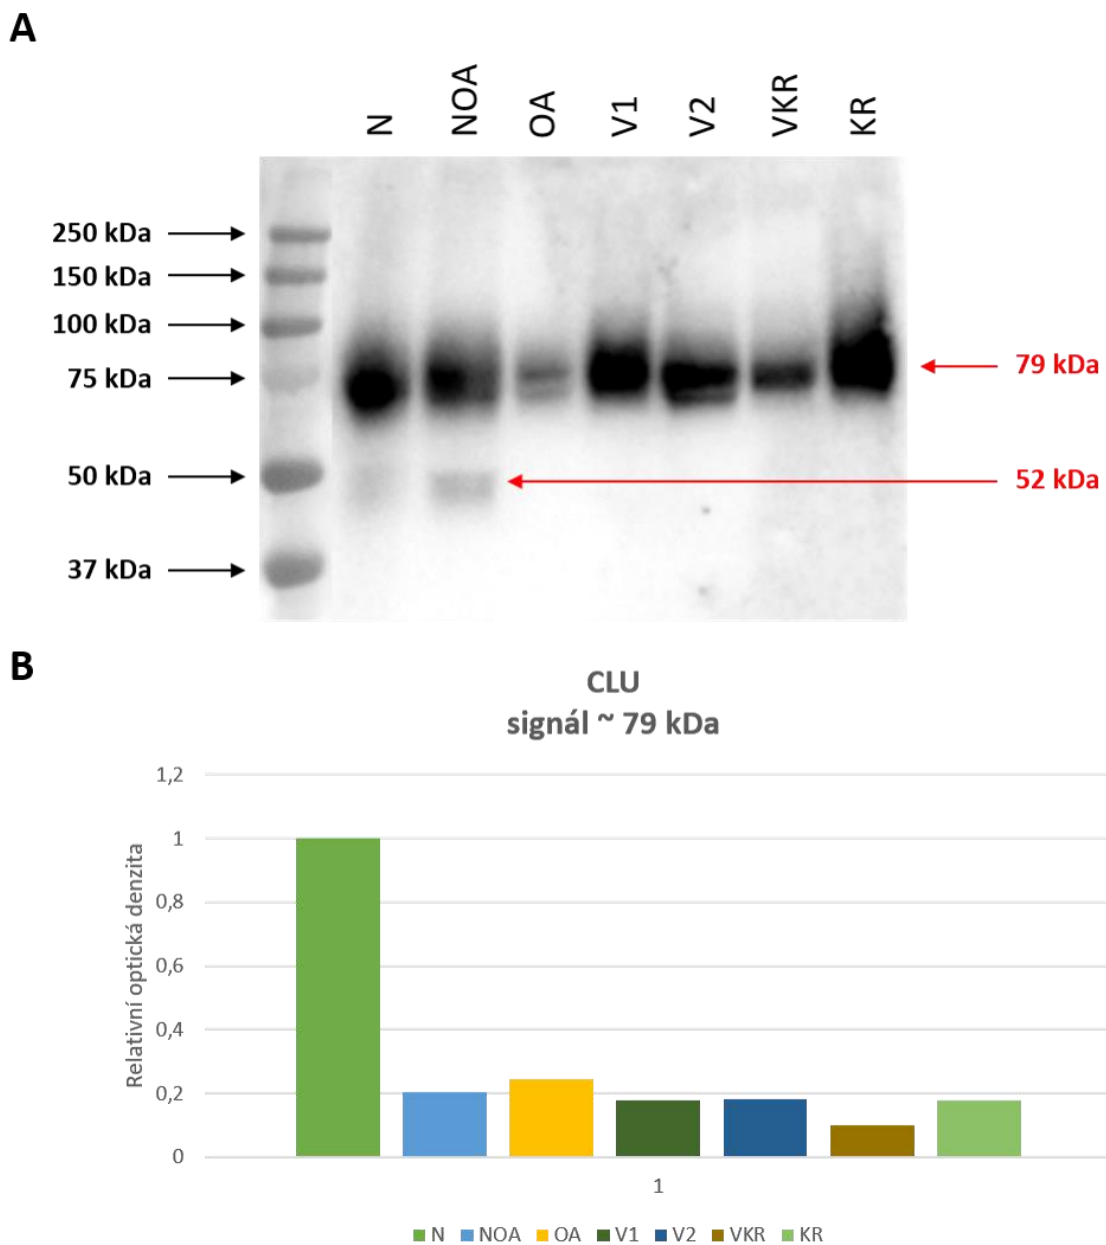 A
N NOA OA V1 V2 VKR KR
250 kDa
150 kDa
100 kDa
75 kDa
79 kDa
50 kDa
52 kDa
37 kDa
B
CLU
signál ~ 79 kDa
Relativní optická denzita
1,2
1
0,8
0,6
0,4
0,2
0
1
N NOA OA V1 V2 VKR KR